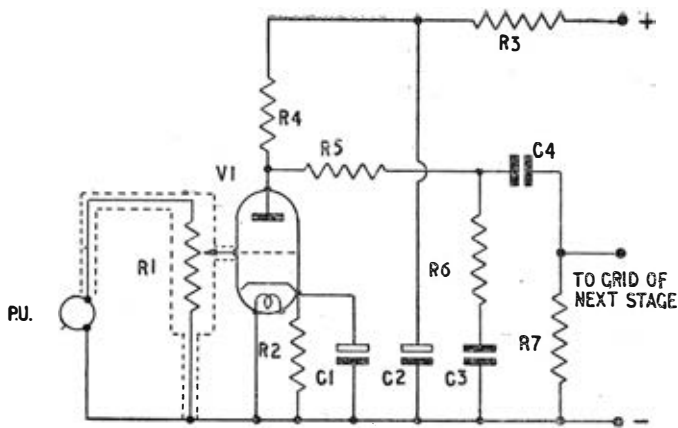 +
R3
R4
R5
C4
V1
R1
R6
P.U.
TO GRID OF
NEXT STAGE
R2
C1
C2
C3
R7
-